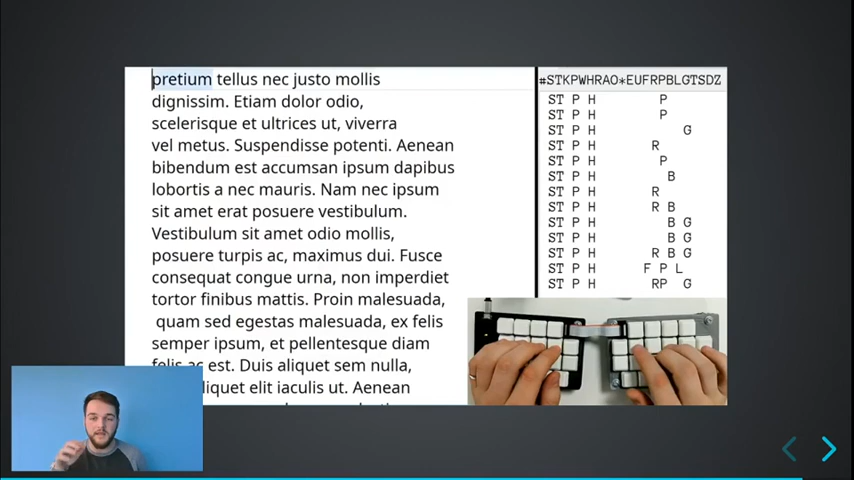 pretium tellus nec justo mollis
dignissim. Etiam dolor odio,
scelerisque et ultrices ut, viverra
vel metus. Suspendisse potenti. Aenean
bibendum est accumsan ipsum dapibus
lobortis a nec mauris. Nam nec ipsum
sit amet erat posuere vestibulum.
Vestibulum sit amet odio mollis,
posuere turpis ac, maximus dui. Fusce
consequat congue urna, non imperdiet
tortor finibus mattis. Proin malesuada,
quam sed egestas malesuada, ex felis
semper ipsum, et pellentesque diam
felis ac est. Duis aliquet sem nulla,
aliquet elit iaculis ut. Aenean
#STKPWHRAO*EUFRPBLGTSDZ
ST P H P
ST P H P
ST P H G
ST P H R
ST P H P
ST P H B
ST P H R
ST P H R B
ST P H B G
ST P H B G
ST P H R B G
ST P H F P L
ST P H RP G